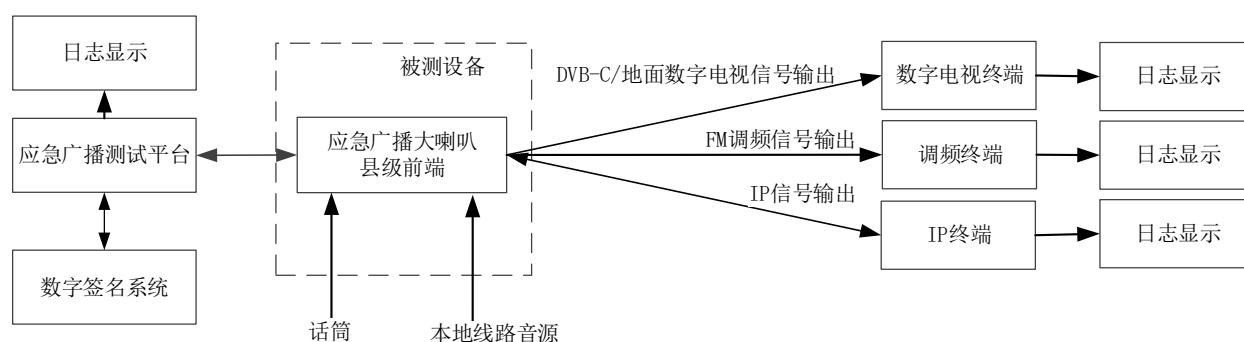 日志显示
应急广播测试平台
数字签名系统
被测设备
应急广播大喇叭
县级前端
话筒
本地线路音源
DVB-C/地面数字电视信号输出
FM调频信号输出
IP信号输出
数字电视终端
日志显示
调频终端
日志显示
IP终端
日志显示